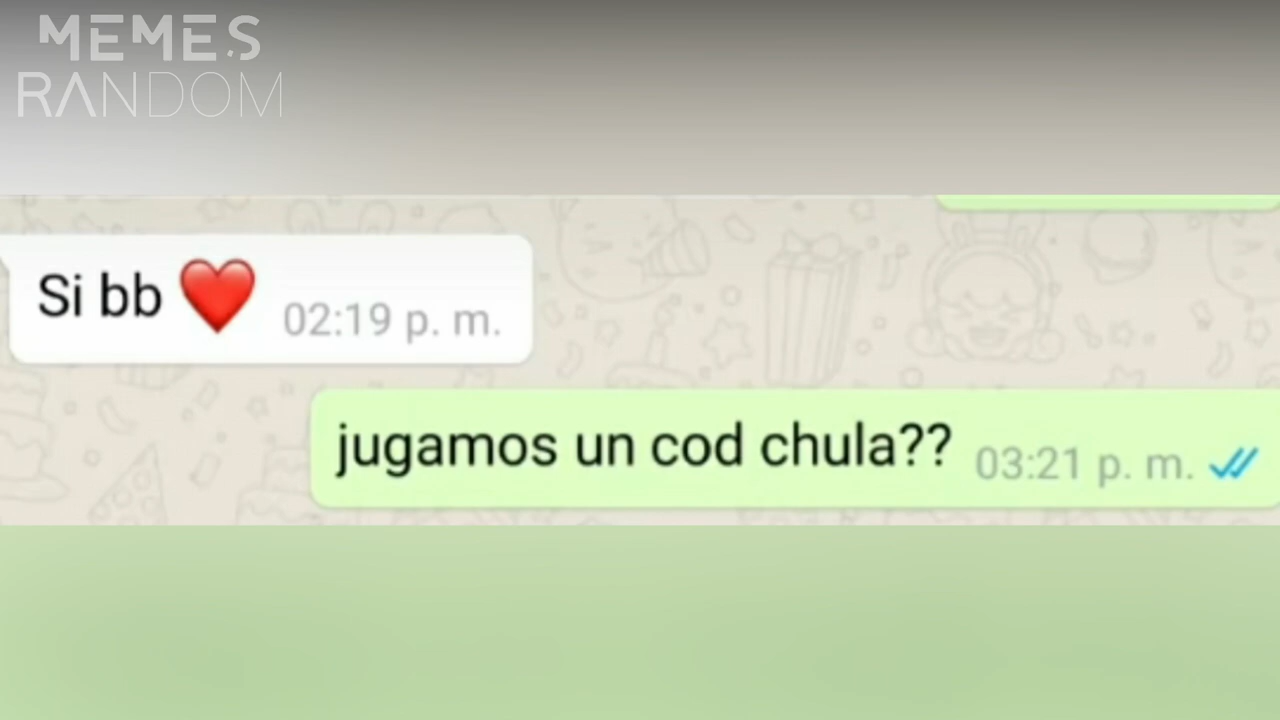 MEMES
RANDOM
Si bb ❤️ 02:19 p. m.
jugamos un cod chula?? 03:21 p. m.